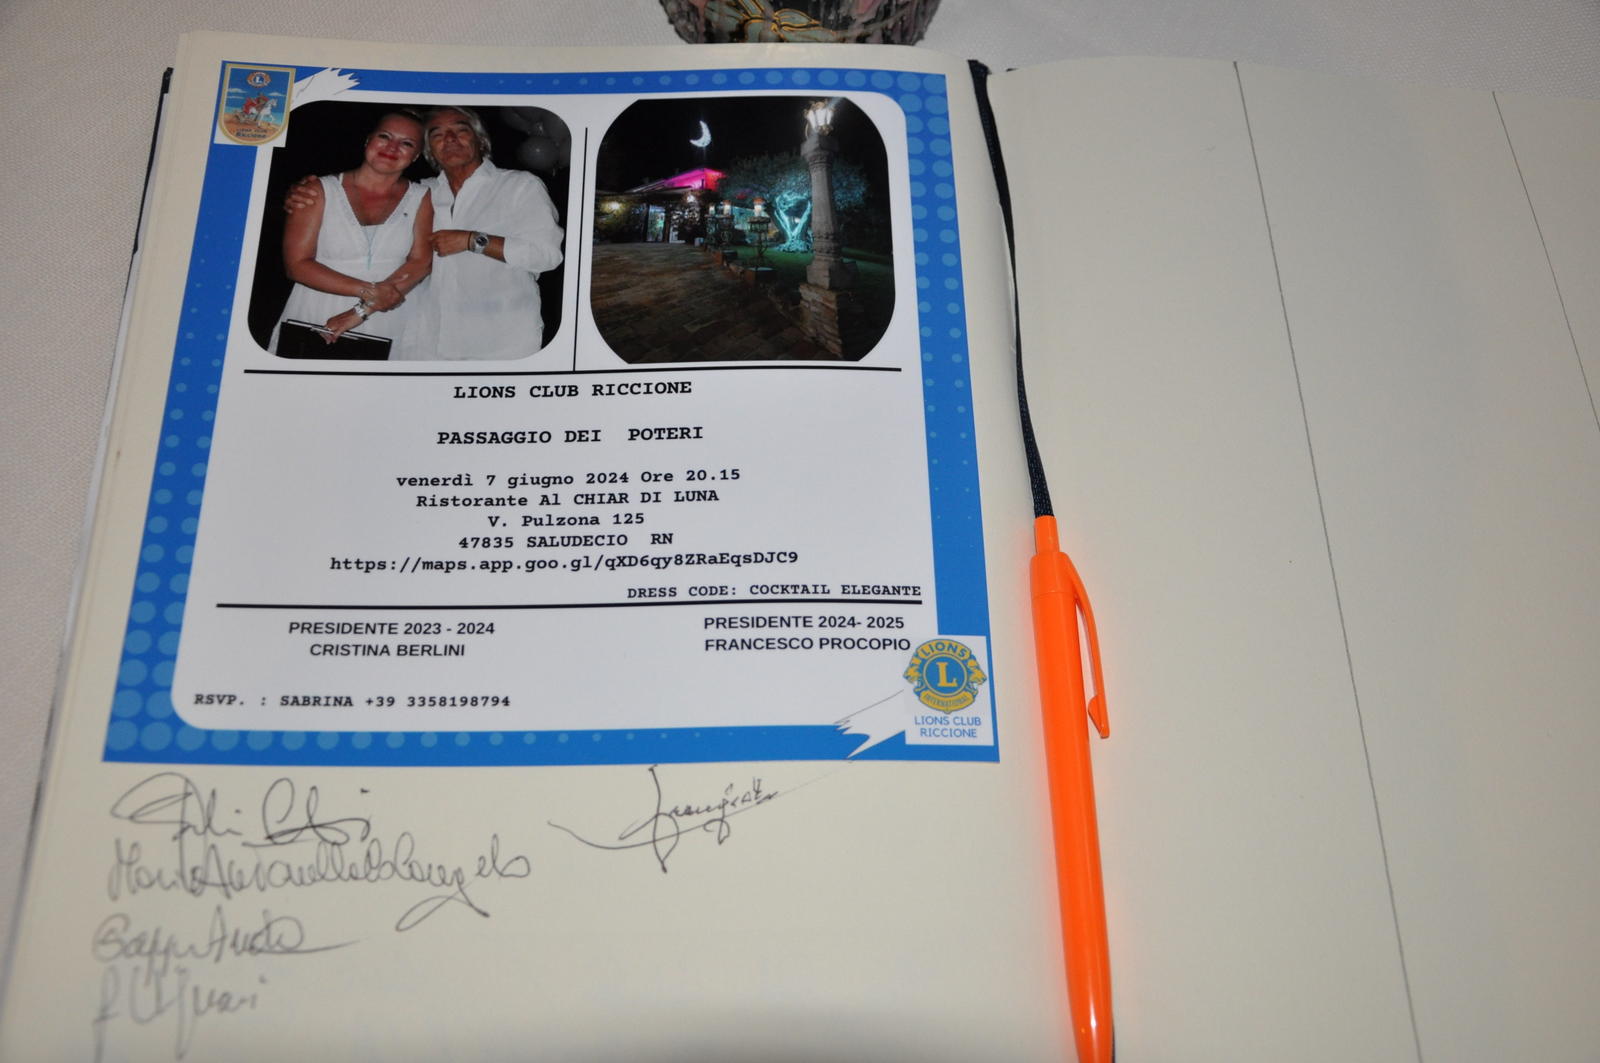 LIONS CLUB RICCIONE
PASSAGGIO DEI POTERI
venerdì 7 giugno 2024 Ore 20.15
Ristorante Al CHIAR DI LUNA
V. Pulzona 125
47835 SALUDECIO RN
https://maps.app.goo.gl/qXD6qy8ZRaEqsDJC9
DRESS CODE: COCKTAIL ELEGANTE
PRESIDENTE 2023 - 2024
CRISTINA BERLINI
PRESIDENTE 2024- 2025
FRANCESCO PROCOPIO
RSVP. : SABRINA +39 3358198794
LIONS
L
INTERNATIONAL
LIONS CLUB
RICCIONE